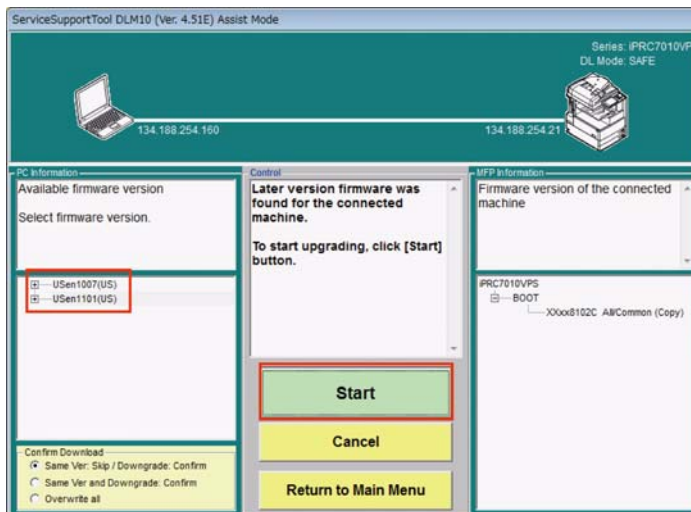 ServiceSupportTool DLM10 (Ver. 4.51E) Assist Mode
Series: iPRC7010VP
DL Mode: SAFE
134.188.254.160
134.188.254.21
PC Information
Available firmware version
Select firmware version.
USen1007(US)
USen1101(US)
Confirm Download
Same Ver: Skip / Downgrade: Confirm
Same Ver and Downgrade: Confirm
Overwrite all
Control
Later version firmware was
found for the connected
machine.
To start upgrading, click [Start]
button.
Start
Cancel
Return to Main Menu
MFP Information
Firmware version of the connected
machine
iPRC7010VPS
BOOT
XXxx8102C All/Common (Copy)